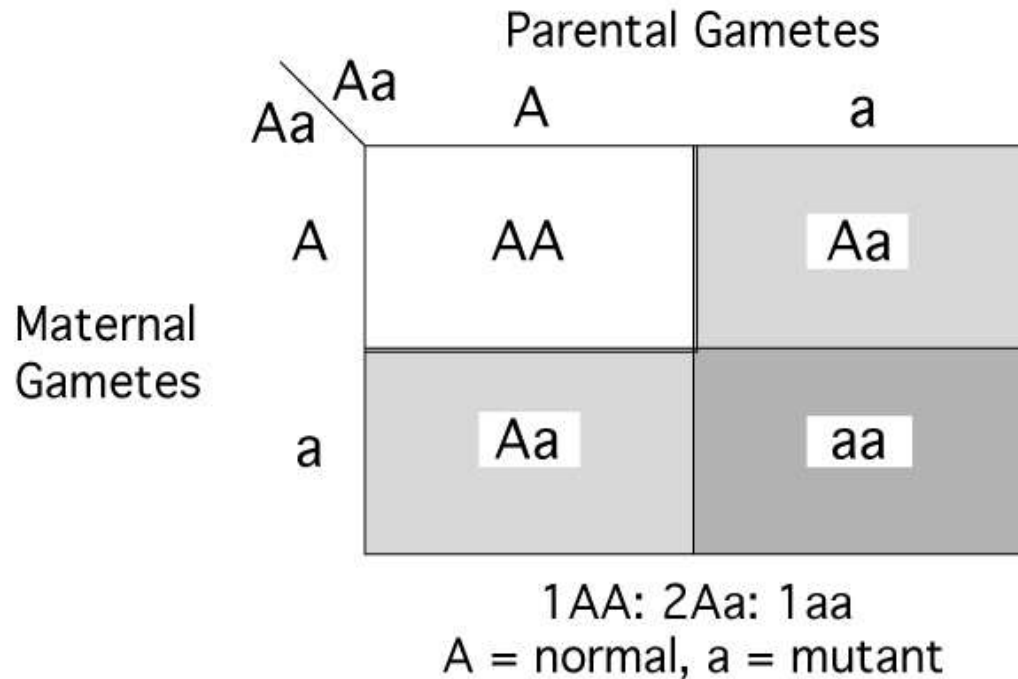 Parental Gametes
Aa
Aa
A a
A AA Aa
Maternal
Gametes
a Aa aa
1AA: 2Aa: 1aa
A = normal, a = mutant